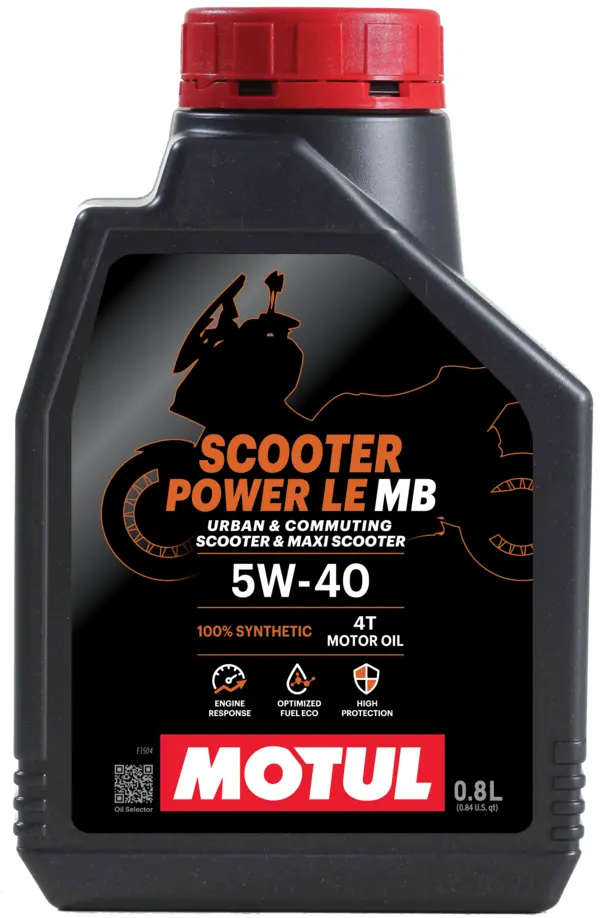 SCOOTER
POWER LE MB
URBAN & COMMUTING
SCOOTER & MAXI SCOOTER
5W-40
100% SYNTHETIC
4T
MOTOR OIL
ENGINE
RESPONSE
OPTIMIZED
FUEL ECO
HIGH
PROTECTION
F1504
Oil Selector
MOTUL
0.8L
(0.84 U.S. qt)